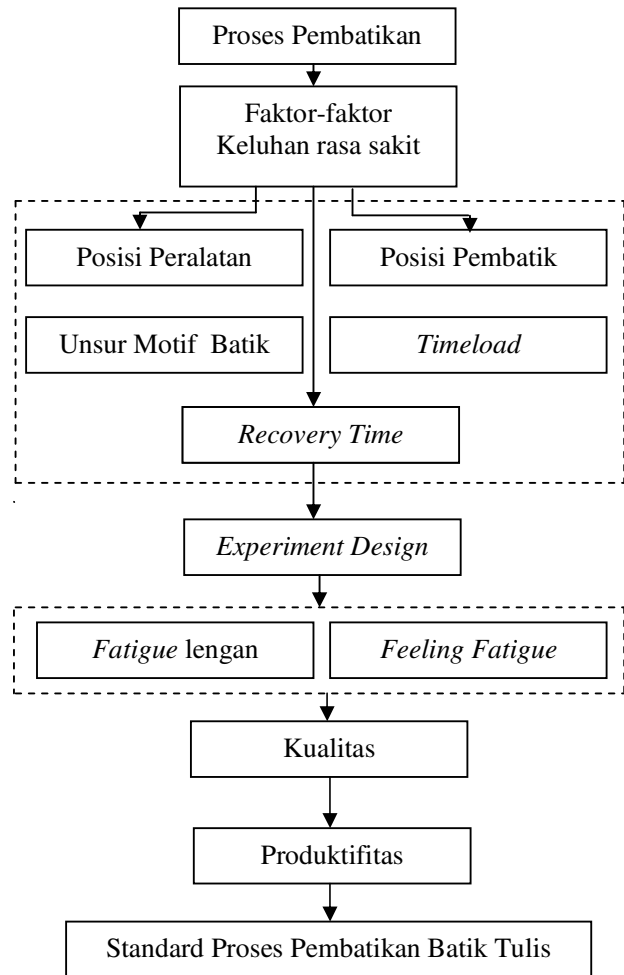 Proses Pembatikan
Faktor-faktor
Keluhan rasa sakit
Posisi Peralatan
Posisi Pembatik
Unsur Motif Batik
Timeload
Recovery Time
Experiment Design
Fatigue lengan
Feeling Fatigue
Kualitas
Produktifitas
Standard Proses Pembatikan Batik Tulis